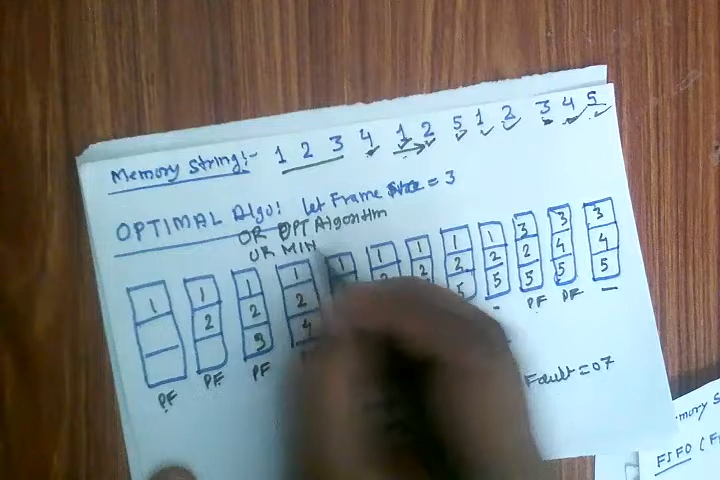 Memory String:- 1 2 3 4 1 2 5 1 2 3 4 5
OPTIMAL Algo: let Frame Size = 3
OR OPT Algorithm
OR MIN
1 1 1 1 1 1 1 1 1 3 3 3
2 2 2 2 2 2 2 4 4
3 4 5 5 5 5 5
PF PF PF - PF PF -
Fault = 07
mory S
FIFO (F